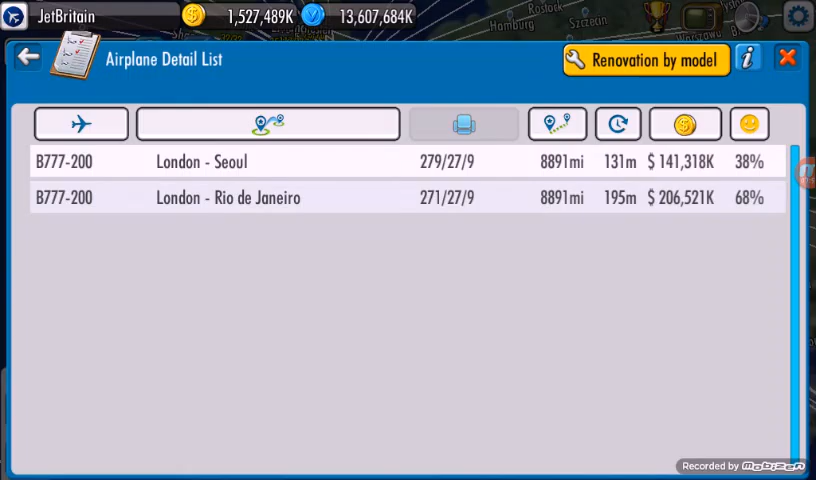 JetBritain 1,527,489K 13,607,684K
Rostock
Hamburg Szczecin
Airplane Detail List Renovation by model i
B777-200 London - Seoul 279/27/9 8891mi 131m $ 141,318K 38%
B777-200 London - Rio de Janeiro 271/27/9 8891mi 195m $ 206,521K 68%
Recorded by MOBIZEN